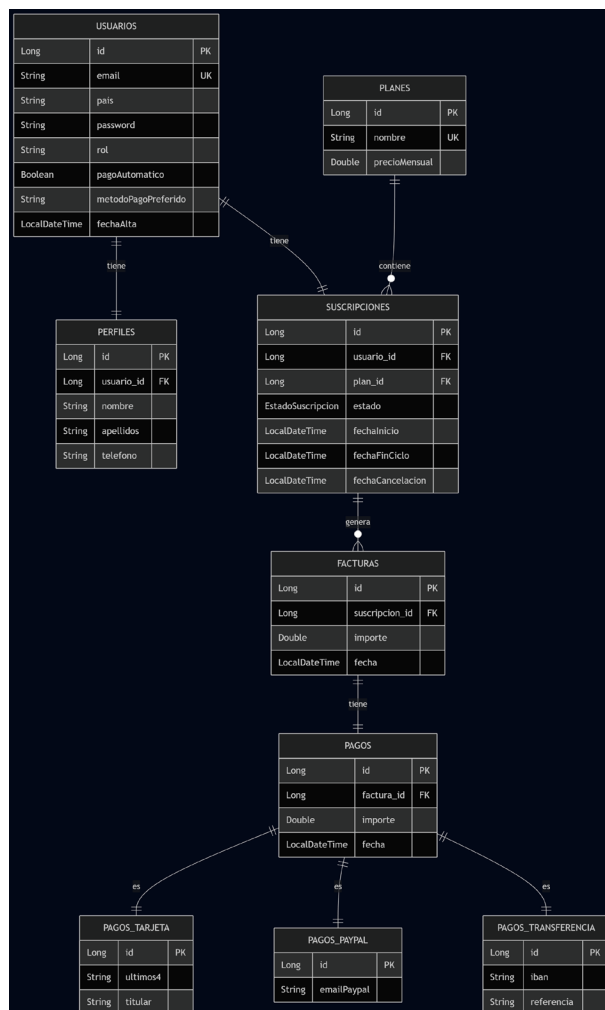 USUARIOS
Long id PK
String email UK
String pais
String password
String rol
Boolean pagoAutomatico
String metodoPagoPreferido
LocalDateTime fechaAlta
PLANES
Long id PK
String nombre UK
Double precioMensual
tiene
tiene
contiene
PERFILES
Long id PK
Long usuario_id FK
String nombre
String apellidos
String telefono
SUSCRIPCIONES
Long id PK
Long usuario_id FK
Long plan_id FK
EstadoSuscripcion estado
LocalDateTime fechaInicio
LocalDateTime fechaFinCiclo
LocalDateTime fechaCancelacion
genera
FACTURAS
Long id PK
Long suscripcion_id FK
Double importe
LocalDateTime fecha
tiene
PAGOS
Long id PK
Long factura_id FK
Double importe
LocalDateTime fecha
es
es
es
PAGOS_TARJETA
Long id PK
String ultimos4
String titular
PAGOS_PAYPAL
Long id PK
String emailPaypal
PAGOS_TRANSFERENCIA
Long id PK
String iban
String referencia